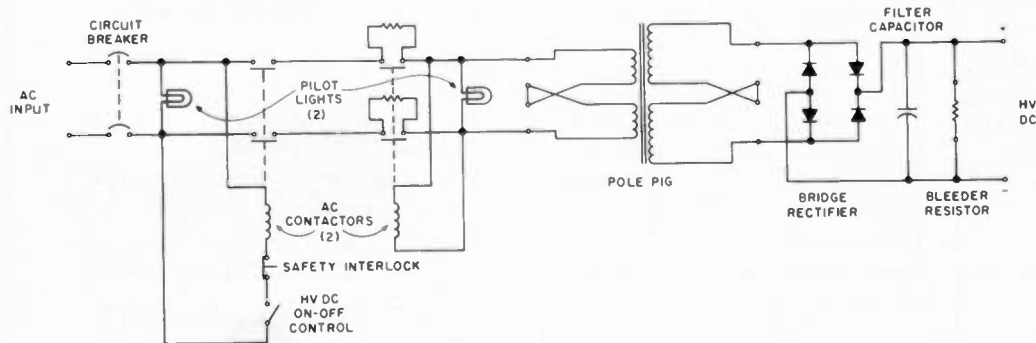 CIRCUIT
BREAKER
AC
INPUT
PILOT
LIGHTS
(2)
AC
CONTACTORS
(2)
SAFETY INTERLOCK
HV DC
ON-OFF
CONTROL
POLE PIG
BRIDGE
RECTIFIER
FILTER
CAPACITOR
BLEEDER
RESISTOR
+
HV
DC
-